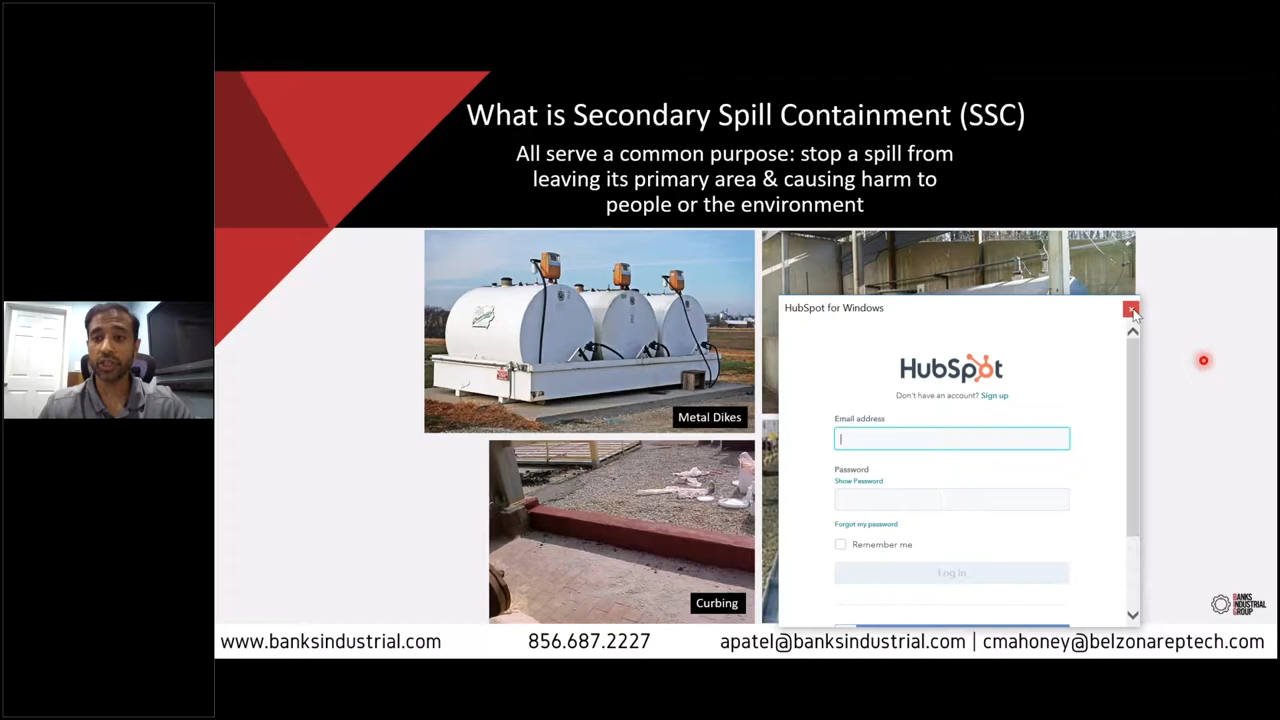 What is Secondary Spill Containment (SSC)
All serve a common purpose: stop a spill from
leaving its primary area & causing harm to
people or the environment
Metal Dikes
HubSpot for Windows
HubSpot
Don't have an account? Sign up
Email address
Password
Show Password
Forgot my password
Remember me
Log in
Curbing
BANKS
INDUSTRIAL
GROUP
www.banksindustrial.com
856.687.2227
apatel@banksindustrial.com | cmahoney@belzonareptech.com